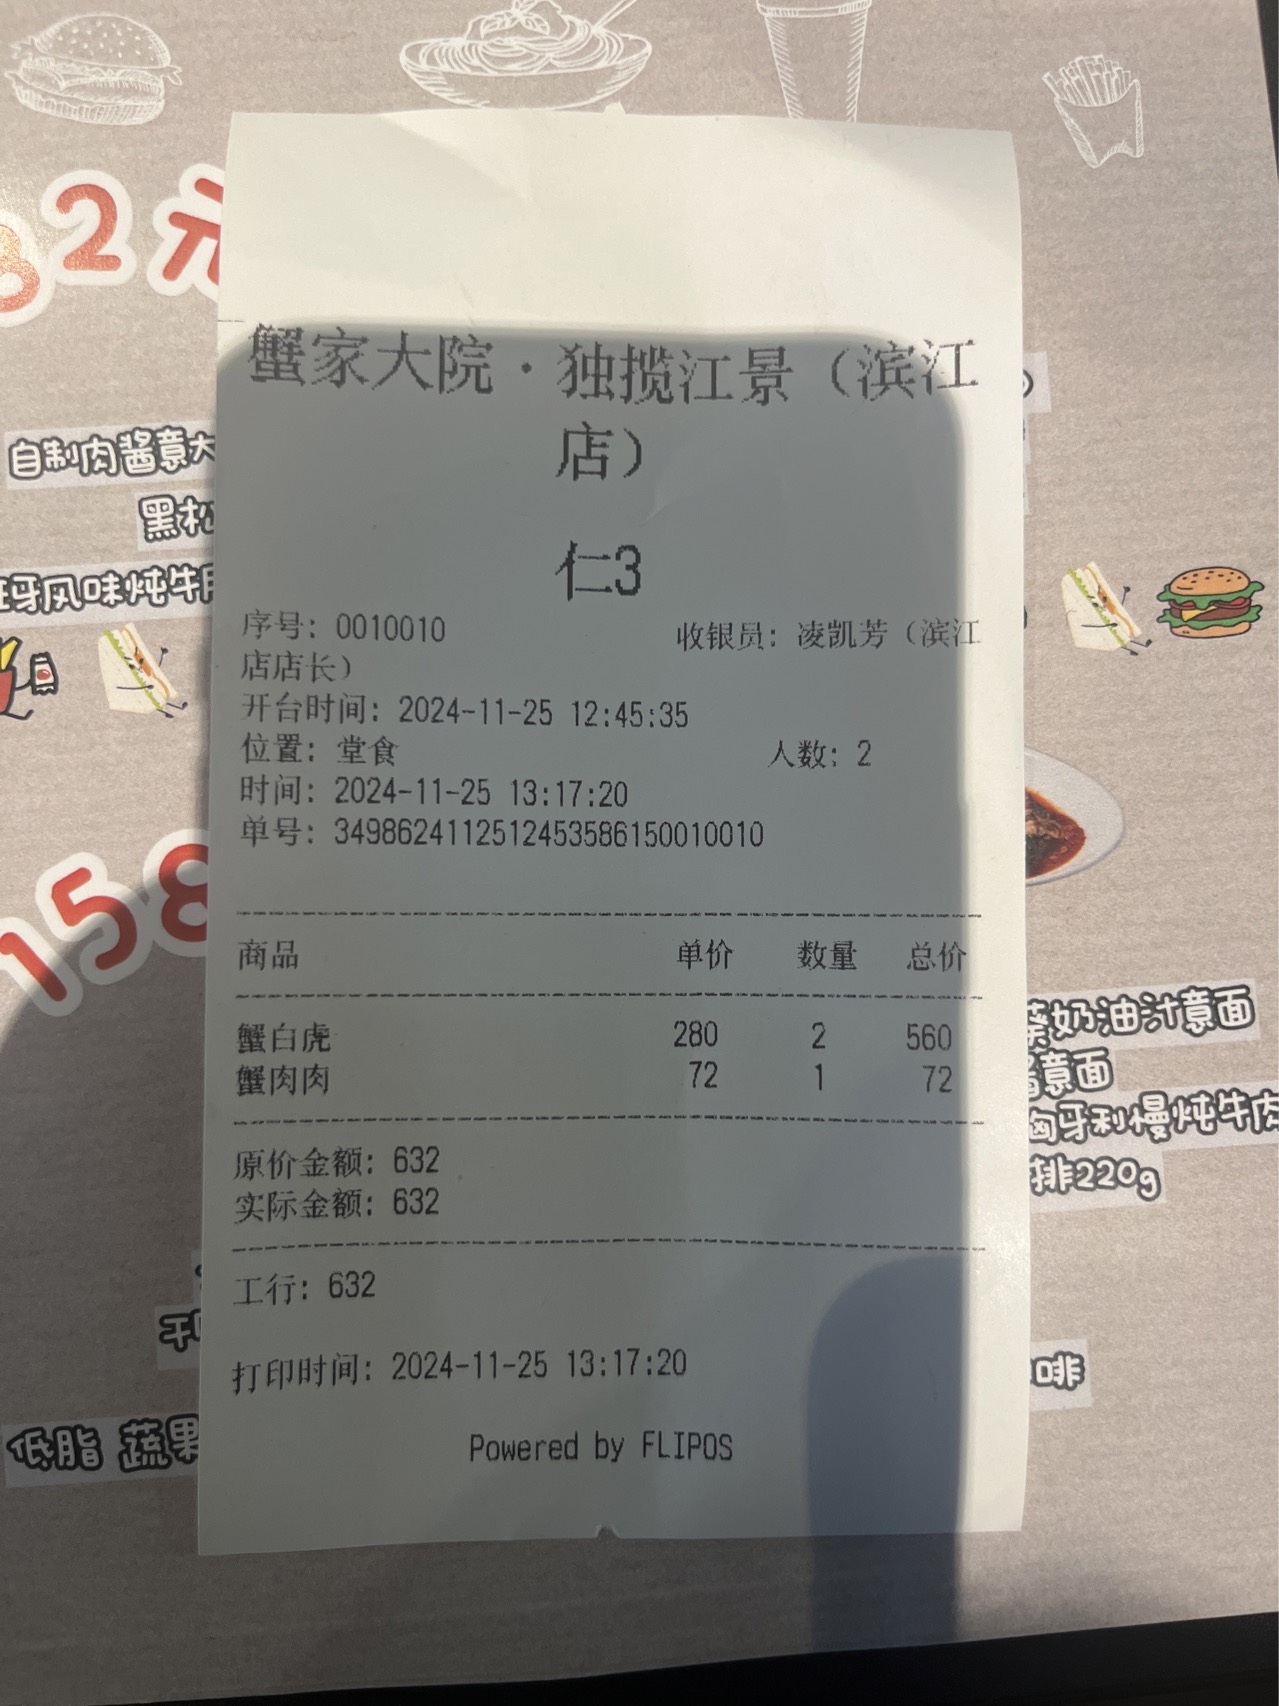 2元
自制肉酱意大
黑松
牙风味炖牛肉
158
低脂 蔬果
蟹家大院·独揽江景（滨江
店）
仁3
序号: 0010010 收银员: 凌凯芳（滨江
店店长）
开台时间: 2024-11-25 12:45:35
位置: 堂食 人数: 2
时间: 2024-11-25 13:17:20
单号: 3498624112512453586150010010
商品 单价 数量 总价
蟹白虎 280 2 560
蟹肉肉 72 1 72
原价金额: 632
实际金额: 632
工行: 632
打印时间: 2024-11-25 13:17:20
Powered by FLIPOS
奶油汁意面
意面
匈牙利慢炖牛肉
排220g
啡